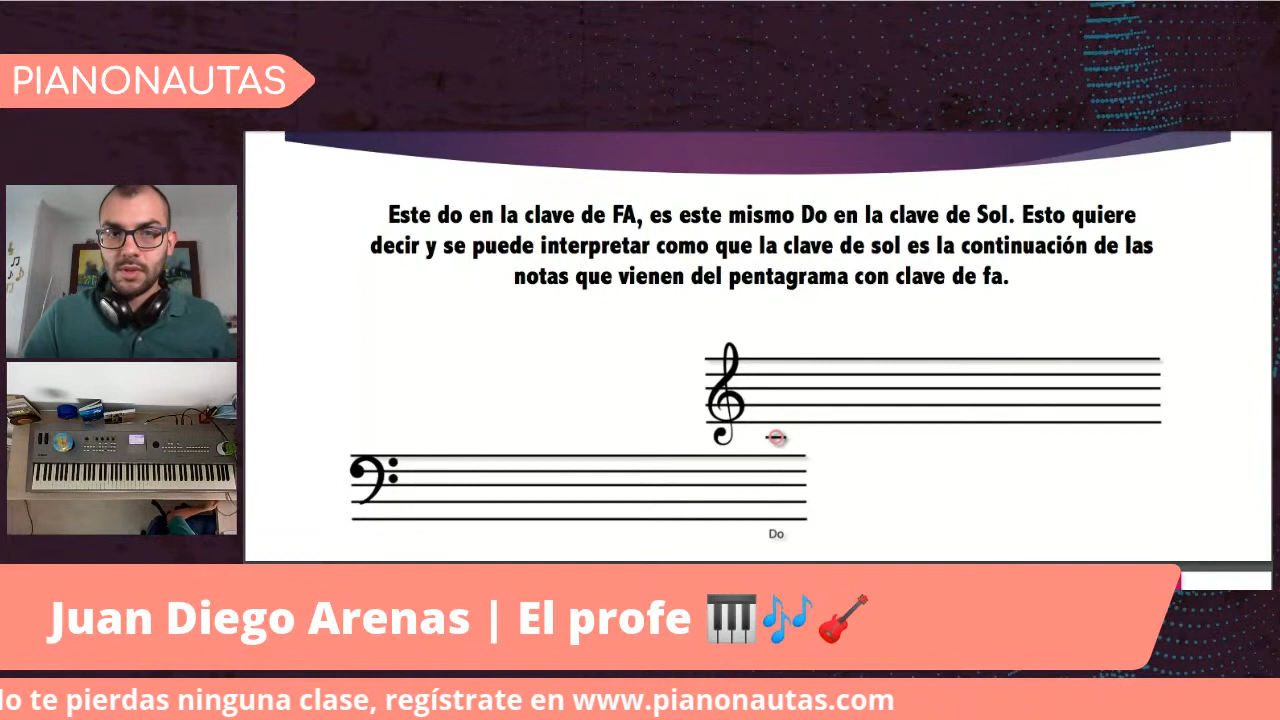 PIANONAUTAS
Este do en la clave de FA, es este mismo Do en la clave de Sol. Esto quiere
decir y se puede interpretar como que la clave de sol es la continuación de las
notas que vienen del pentagrama con clave de fa.
Do
Juan Diego Arenas | El profe
te pierdas ninguna clase, regístrate en www.pianonautas.com